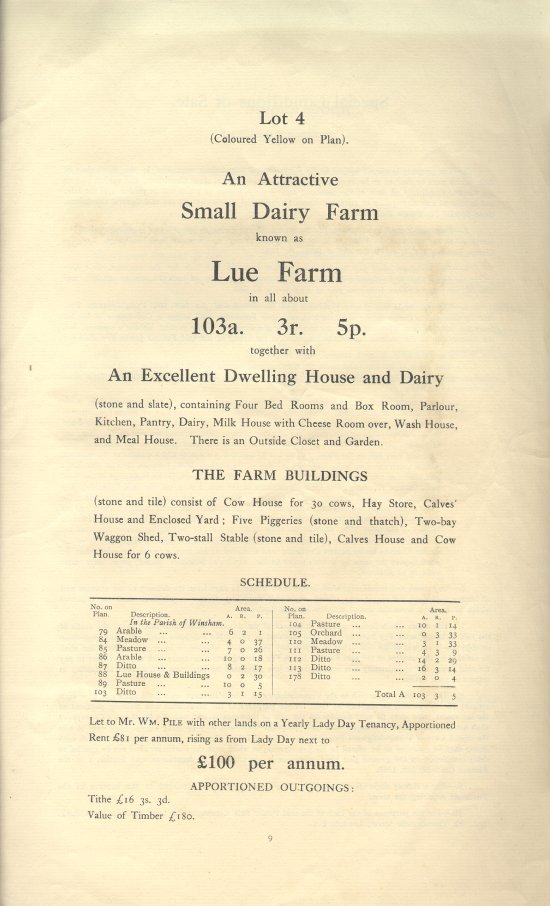 Lot 4
(Coloured Yellow on Plan).
An Attractive
Small Dairy Farm
known as
Lue Farm
in all about
103a. 3r. 5p.
together with
An Excellent Dwelling House and Dairy
(stone and slate), containing Four Bed Rooms and Box Room, Parlour,
Kitchen, Pantry, Dairy, Milk House with Cheese Room over, Wash House,
and Meal House. There is an Outside Closet and Garden.
THE FARM BUILDINGS
(stone and tile) consist of Cow House for 30 cows, Hay Store, Calves'
House and Enclosed Yard; Five Piggeries (stone and thatch), Two-bay
Waggon Shed, Two-stall Stable (stone and tile), Calves House and Cow
House for 6 cows.
SCHEDULE.
No. on Plan. Description. Area. A. R. P.
In the Parish of Winsham.
79 Arable ... ... 6 2 1
84 Meadow ... ... 4 0 37
85 Pasture ... ... 7 0 26
86 Arable ... ... 10 0 18
87 Ditto ... ... 8 2 17
88 Lue House & Buildings 0 2 30
89 Pasture ... ... 10 0 5
103 Ditto ... ... 3 1 15
No. on Plan. Description. Area. A. R. P.
104 Pasture ... ... 10 1 14
105 Orchard ... ... 0 3 33
110 Meadow ... ... 3 1 33
111 Pasture ... ... 4 3 9
112 Ditto ... ... 14 2 29
113 Ditto ... ... 16 3 14
178 Ditto ... ... 2 0 4
Total A 103 3 5
Let to Mr. WM. PILE with other lands on a Yearly Lady Day Tenancy, Apportioned
Rent £81 per annum, rising as from Lady Day next to
£100 per annum.
APPORTIONED OUTGOINGS:
Tithe £16 3s. 3d.
Value of Timber £180.
9